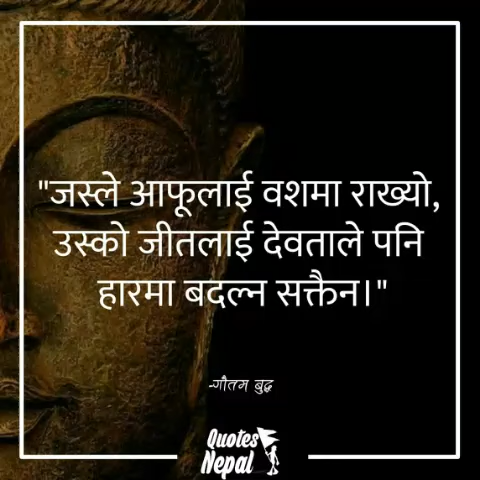 "जस्ले आफूलाई वशमा राख्यो,
उस्को जीतलाई देवताले पनि
हारमा बदल्न सक्तैन।"
-गौतम बुद्ध
Quotes
Nepal